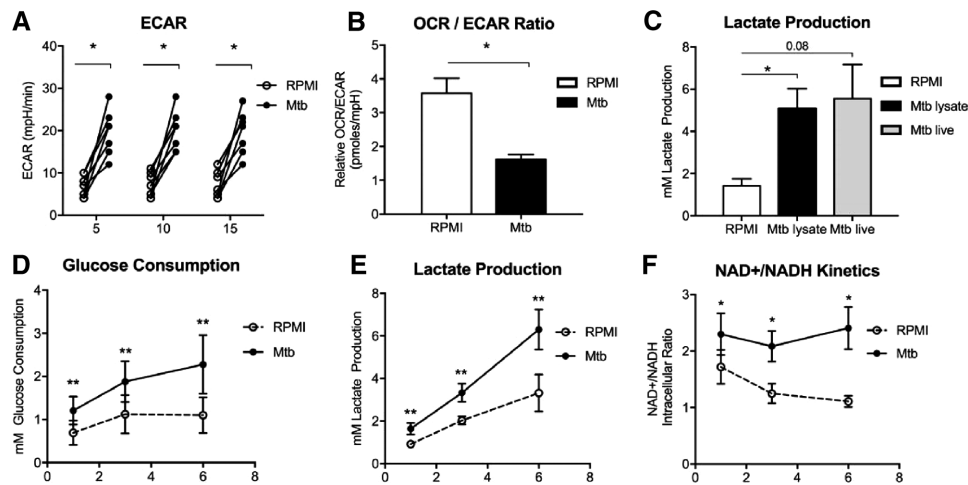 A
ECAR
ECAR (mpH/min)
40
30
20
10
0
*
*
*
5
10
15
RPMI
Mtb
B
OCR / ECAR Ratio
Relative OCR/ECAR
(pmoles/mpH)
5
4
3
2
1
0
*
RPMI
Mtb
RPMI
Mtb
C
Lactate Production
mM Lactate Production
8
6
4
2
0
0.08
*
RPMI
Mtb lysate
Mtb live
RPMI
Mtb lysate
Mtb live
D
Glucose Consumption
mM Glucose Consumption
4
3
2
1
0
**
**
**
0
2
4
6
8
RPMI
Mtb
E
Lactate Production
mM Lactate Production
8
6
4
2
0
**
**
**
0
2
4
6
8
RPMI
Mtb
F
NAD+/NADH Kinetics
NAD+/NADH
Intracellular Ratio
3
2
1
*
*
*
0
2
4
6
8
RPMI
Mtb